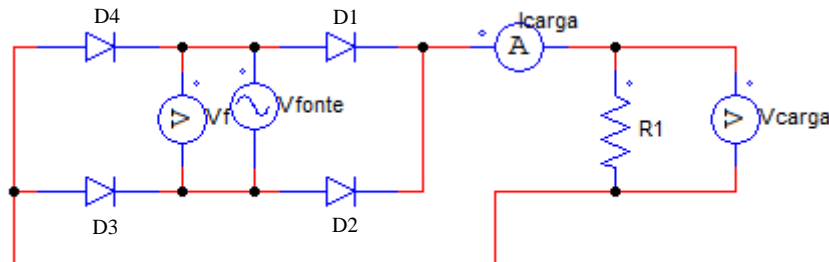 D4
D1
Icarga
A
V
Vf
Vfonte
R1
V
Vcarga
D3
D2